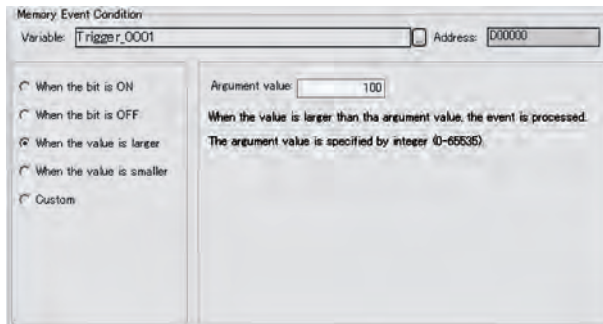 Memory Event Condition
Variable: Trigger_0001 ... Address: D00000
When the bit is ON
When the bit is OFF
When the value is larger
When the value is smaller
Custom
Argument value: 100
When the value is larger than tha argument value, the event is processed.
The argument value is specified by integer (0-65535)